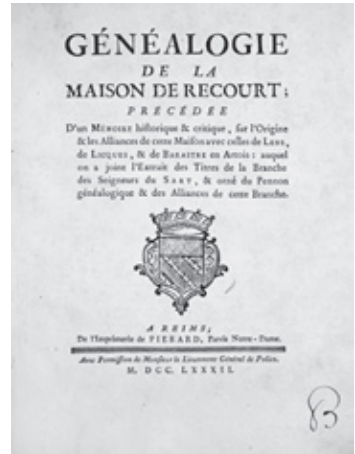 GÉNÉALOGIE
DE LA
MAISON DE RECOURT;
PRÉCÉDÉE
D'un MEMOIRE historique & critique, sur l'Origine
& les Alliances de cette Maison avec celles de LENS,
de LICQUES, & de BARASTRE en Artois: auquel
on a joint l'Extrait des Titres de la Branche
des Seigneurs du SART, & orné du Pennon
généalogique & des Alliances de cette Branche.
A REIMS;
De l'Imprimerie de PIERARD, Parvis Notre-Dame.
Avec Permission de Monsieur le Lieutenant Général de Police.
M. DCC. LXXXII.